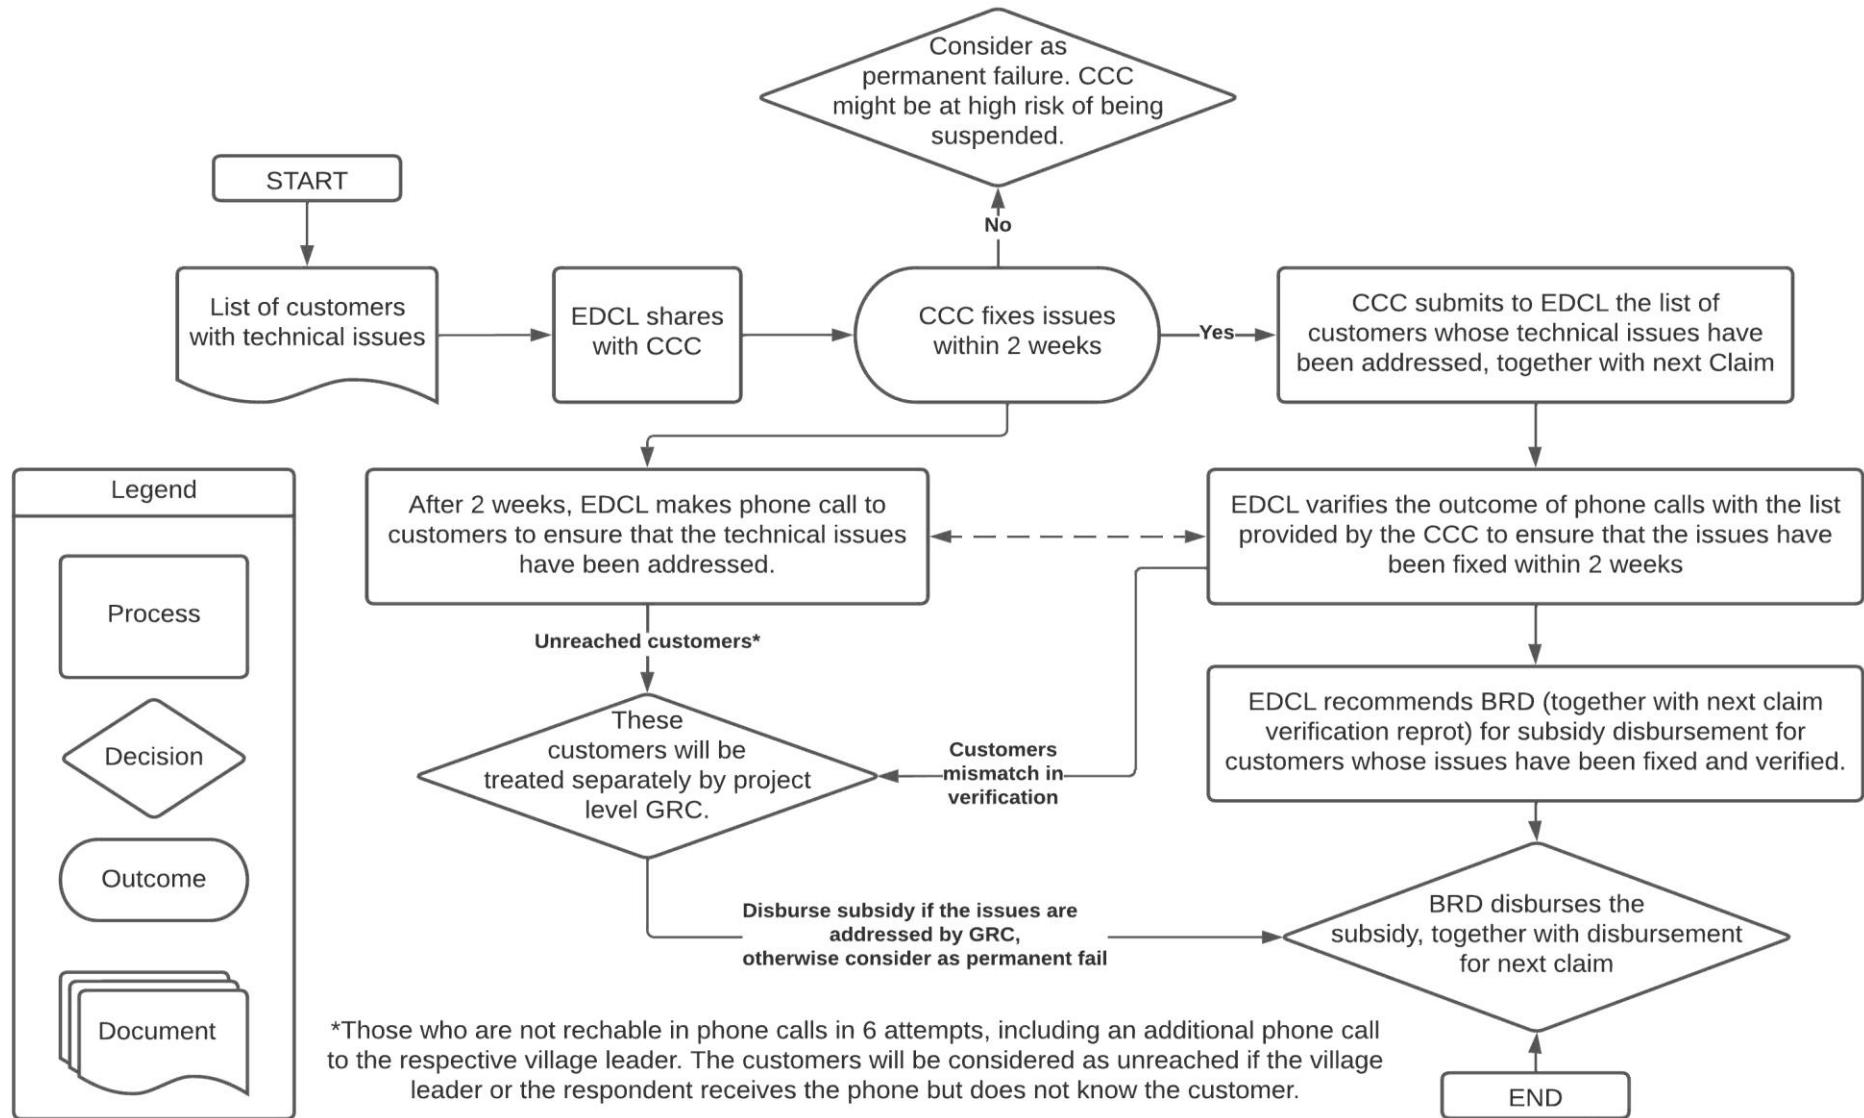 Consider as
permanent failure. CCC
might be at high risk of being
suspended.
START
No
List of customers
with technical issues
EDCL shares
with CCC
CCC fixes issues
within 2 weeks
Yes
CCC submits to EDCL the list of
customers whose technical issues have
been addressed, together with next Claim
Legend
Process
Decision
Outcome
Document
After 2 weeks, EDCL makes phone call to
customers to ensure that the technical issues
have been addressed.
EDCL varifies the outcome of phone calls with the list
provided by the CCC to ensure that the issues have
been fixed within 2 weeks
Unreached customers*
These
customers will be
treated separately by project
level GRC.
Customers
mismatch in
verification
EDCL recommends BRD (together with next claim
verification reprot) for subsidy disbursement for
customers whose issues have been fixed and verified.
Disburse subsidy if the issues are
addressed by GRC,
otherwise consider as permanent fail
BRD disburses the
subsidy, together with disbursement
for next claim
*Those who are not rechable in phone calls in 6 attempts, including an additional phone call
to the respective village leader. The customers will be considered as unreached if the village
leader or the respondent receives the phone but does not know the customer.
END